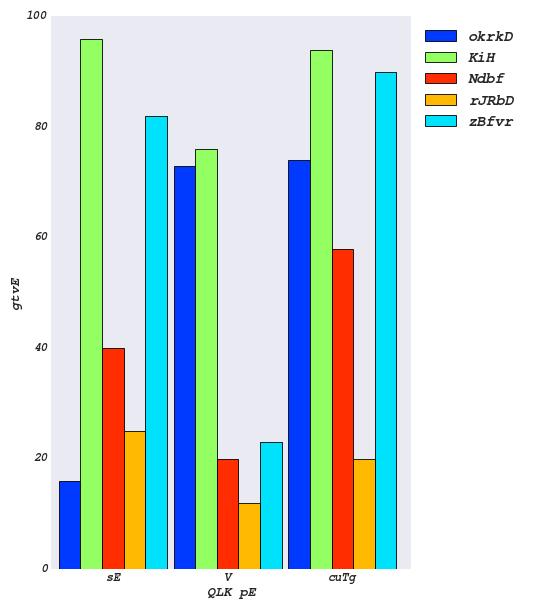 100
80
60
40
20
0
gtvE
sE V cuTg
QLK pE
okrkD
KiH
Ndbf
rJRbD
zBfvr